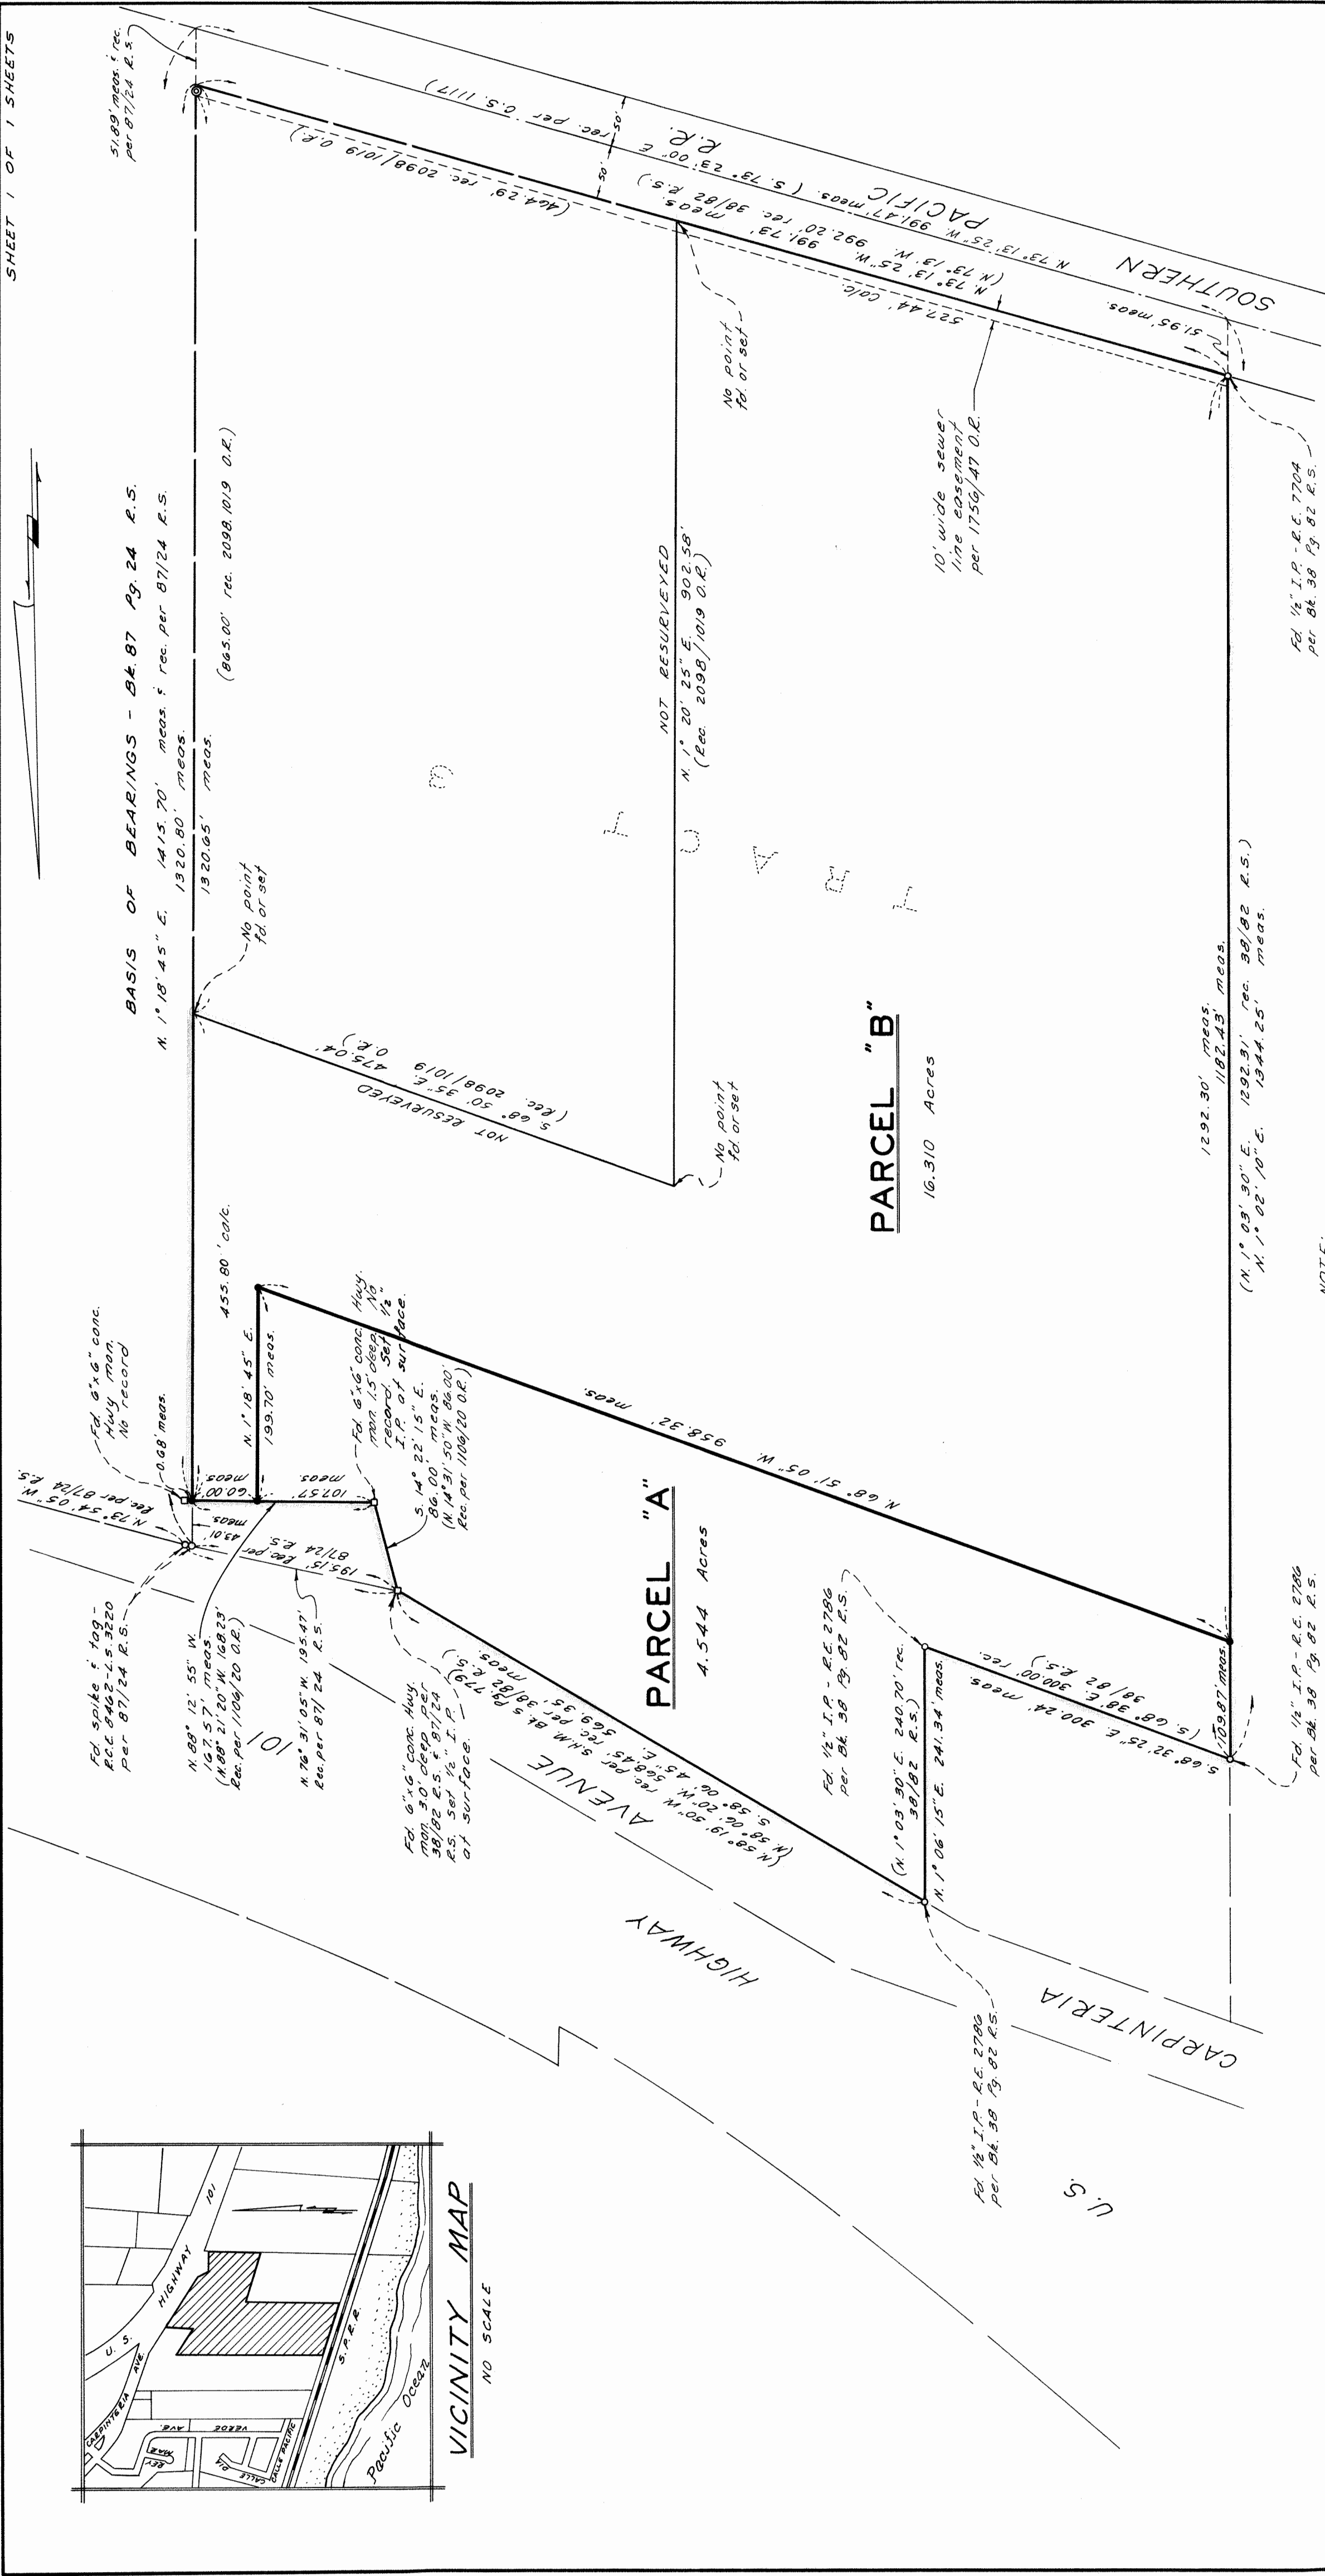 SHEET 1 OF 1 SHEETS
51.89' meas. & rec.
per 87/24 R.S.
BASIS OF BEARINGS - Bk. 87 Pg. 24 R.S.
N. 1° 18' 45" E. 1415.70' meas. & rec. per 87/24 R.S.
1320.80' meas.
1320.65' meas.
(865.00' rec. 2098.1019 O.R.)
(464.29' rec. 2098/1019 O.R.)
50'
50'
SOUTHERN PACIFIC R.R.
N. 73° 13' 25" W. 991.47' meas. (S. 73° 23' 00" E rec. per C.S. 1117)
N. 73° 13' 25" W. 991.73' meas.
(N. 73° 13' W. 992.20' rec. 38/82 R.S.)
527.44' calc.
51.95' meas.
No point
fd. or set
No point
fd. or set
No point
fd. or set
NOT RESURVEYED
N. 1° 20' 25" E. 902.58'
(Rec. 2098/1019 O.R.)
NOT RESURVEYED
S. 68° 50' 35" E. 475.04'
(Rec. 2098/1019 O.R.)
TRACT 3
10' wide sewer
line easement
per 1756/47 O.R.
Fd. 1/2" I.P. - R.E. 7704
per Bk. 38 Pg. 82 R.S.
PARCEL "B"
16.310 Acres
1292.30' meas.
1182.43' meas.
(N. 1° 03' 30" E. 1292.31' rec. 38/82 R.S.)
N. 1° 02' 10" E. 1344.25' meas.
NOTE:
Fd. 6"x6" conc.
Hwy mon.
No record
0.68' meas.
455.80' calc.
N. 1° 18' 45" E.
199.70' meas.
60.00' meas.
107.57' meas.
43.01' meas.
N. 73° 54' 05" W.
Rec. per 87/24 R.S.
195.15' Rec. per
87/24 R.S.
Fd. 6"x6" conc. Hwy.
mon. 1.5' deep. No
record. Set 1/2"
I.P. at surface.
S. 14° 22' 15" E.
86.00' meas.
(N. 14° 31' 50" W. 86.00'
Rec. per 1106/20 O.R.)
Fd. spike & tag -
R.C.E. 8462-L.S. 3220
per 87/24 R.S.
N. 88° 12' 55" W.
167.57' meas.
(N. 88° 21' 20" W. 168.23'
Rec. per 1106/20 O.R.)
N. 76° 31' 05" W. 195.47'
Rec. per 87/24 R.S.
Fd. 6"x6" conc. Hwy.
mon. 3.0' deep per
38/82 R.S. & 87/24
R.S. Set 1/2" I.P.
at surface.
N. 68° 51' 05" W. 958.32' meas.
PARCEL "A"
4.544 Acres
(N. 58° 19' 50" W. rec. per S.H.M. Bk. 5 Pg. 779)
(N. 58° 06' 20" W. 568.45' rec. per 38/82 R.S.)
S. 58° 06' 45" E. 569.35' meas.
Fd. 1/2" I.P. - R.E. 2786
per Bk. 38 Pg. 82 R.S.
(N. 1° 03' 30" E. 240.70' rec.
38/82 R.S.)
N. 1° 06' 15" E. 241.34' meas.
(S. 68° 38' E. 300.00' rec.
38/82 R.S.)
S. 68° 32' 25" E. 300.24' meas.
109.87' meas.
Fd. 1/2" I.P. - R.E. 2786
per Bk. 38 Pg. 82 R.S.
Fd. 1/2" I.P. - R.E. 2786
per Bk. 38 Pg. 82 R.S.
CARPINTERIA AVENUE
U.S. HIGHWAY 101
VICINITY MAP
NO SCALE
U. S. HIGHWAY 101
CARPINTERIA AVE.
VERDE AVE.
REY
MAR
CALLE DIA
CALLE PACIFIC
S. P. R. R.
Pacific Ocean